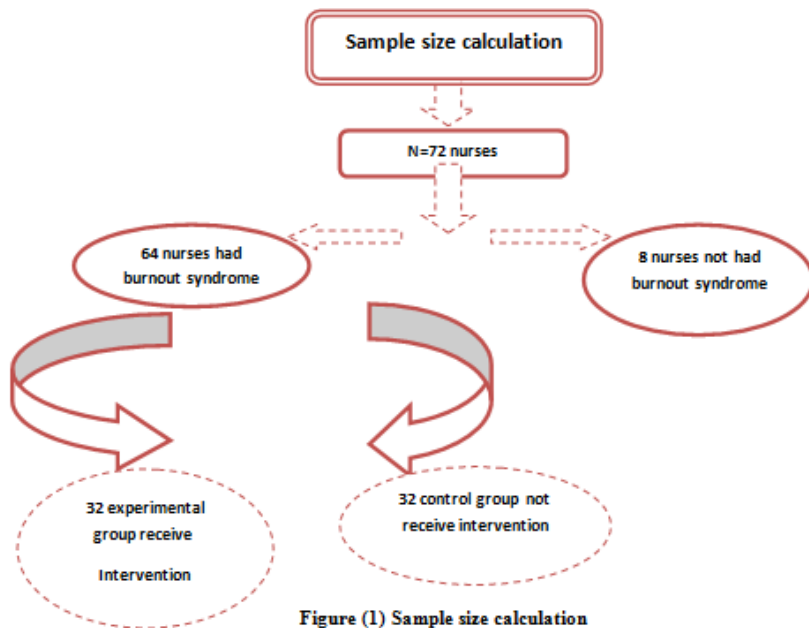 Sample size calculation
N=72 nurses
64 nurses had
burnout syndrome
8 nurses not had
burnout syndrome
32 experimental
group receive
Intervention
32 control group not
receive intervention
Figure (1) Sample size calculation